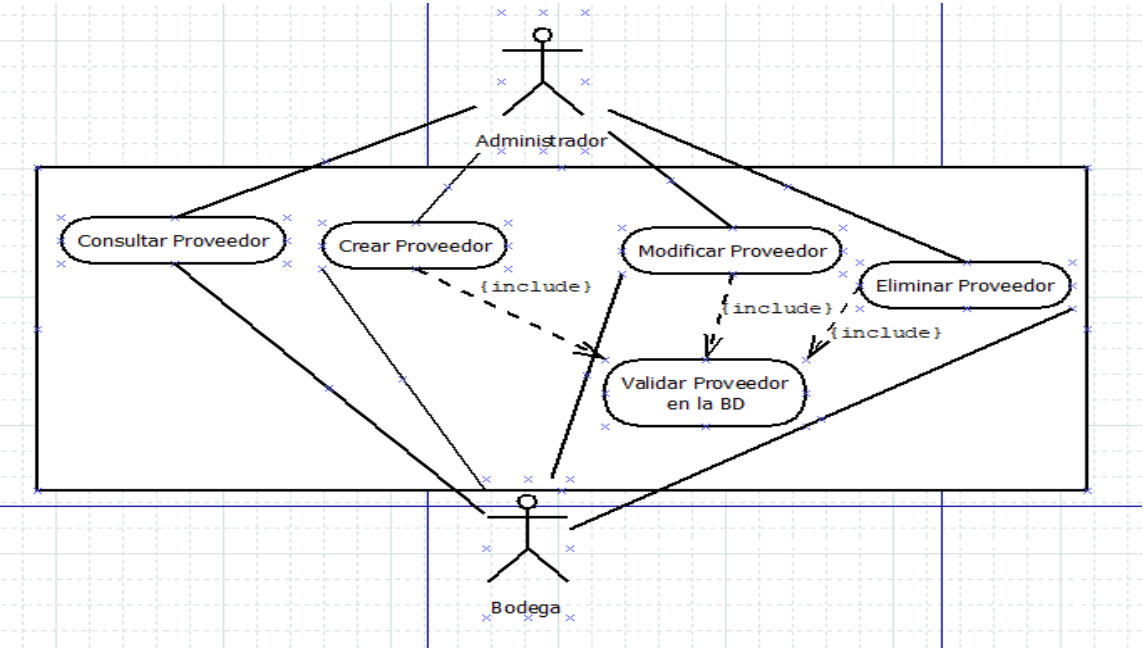 Administrador
Consultar Proveedor
Crear Proveedor
Modificar Proveedor
Eliminar Proveedor
{include}
{include}
{include}
Validar Proveedor
en la BD
Bodega